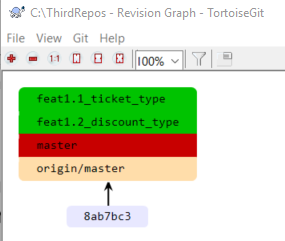 C:\ThirdRepos - Revision Graph - TortoiseGit
File View Git Help
1:1 100%
feat1.1_ticket_type
feat1.2_discount_type
master
origin/master
8ab7bc3